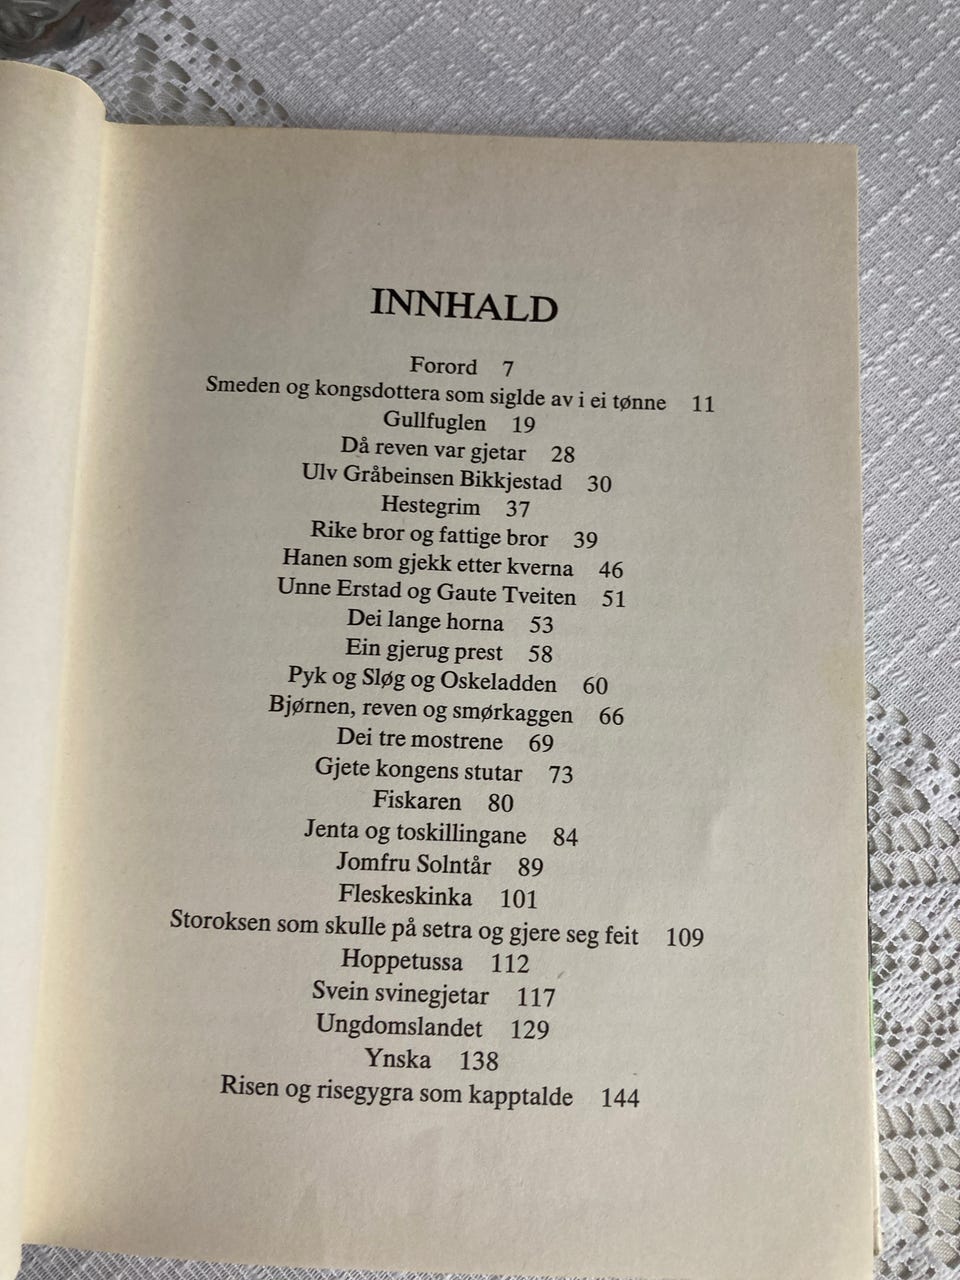 INNHALD
Forord 7
Smeden og kongsdottera som siglde av i ei tønne 11
Gullfuglen 19
Då reven var gjetar 28
Ulv Gråbeinsen Bikkjestad 30
Hestegrim 37
Rike bror og fattige bror 39
Hanen som gjekk etter kverna 46
Unne Erstad og Gaute Tveiten 51
Dei lange horna 53
Ein gjerug prest 58
Pyk og Sløg og Oskeladden 60
Bjørnen, reven og smørkaggen 66
Dei tre mostrene 69
Gjete kongens stutar 73
Fiskaren 80
Jenta og toskillingane 84
Jomfru Solntår 89
Fleskeskinka 101
Storoksen som skulle på setra og gjere seg feit 109
Hoppetussa 112
Svein svinegjetar 117
Ungdomslandet 129
Ynska 138
Risen og risegygra som kapptalde 144